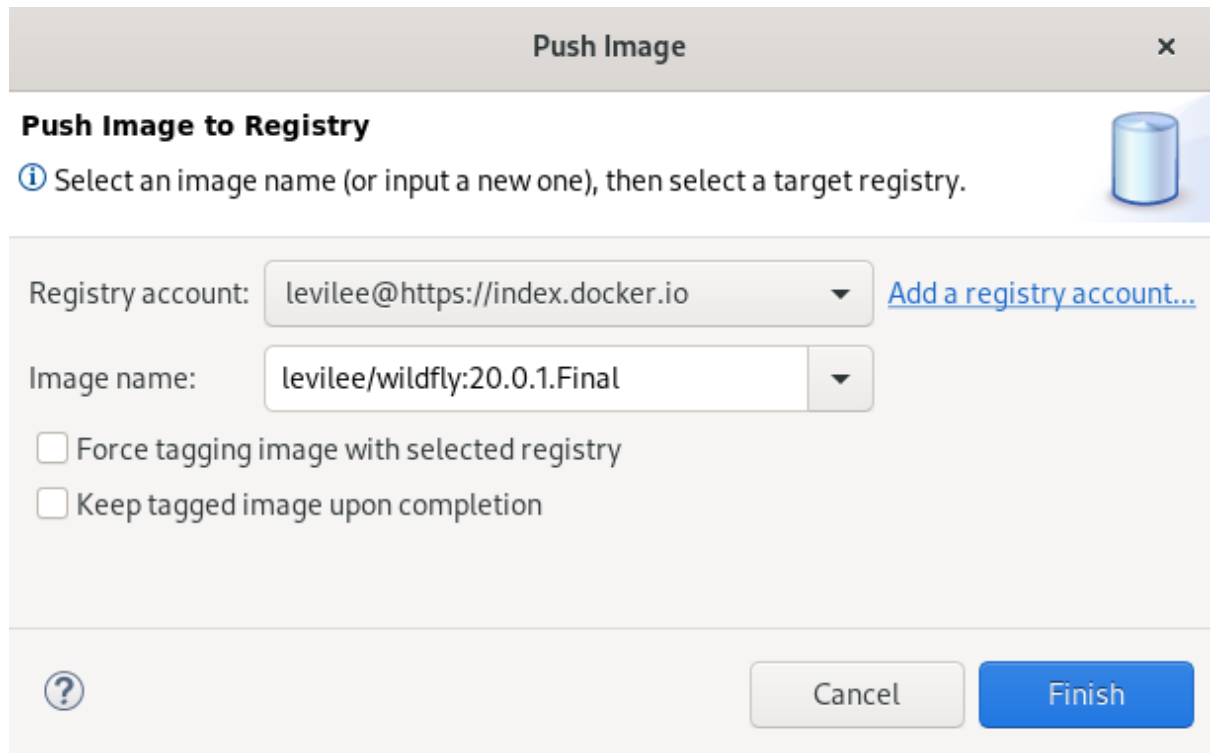 Push Image
Push Image to Registry
Select an image name (or input a new one), then select a target registry.
Registry account: levilee@https://index.docker.io Add a registry account...
Image name: levilee/wildfly:20.0.1.Final
Force tagging image with selected registry
Keep tagged image upon completion
Cancel Finish